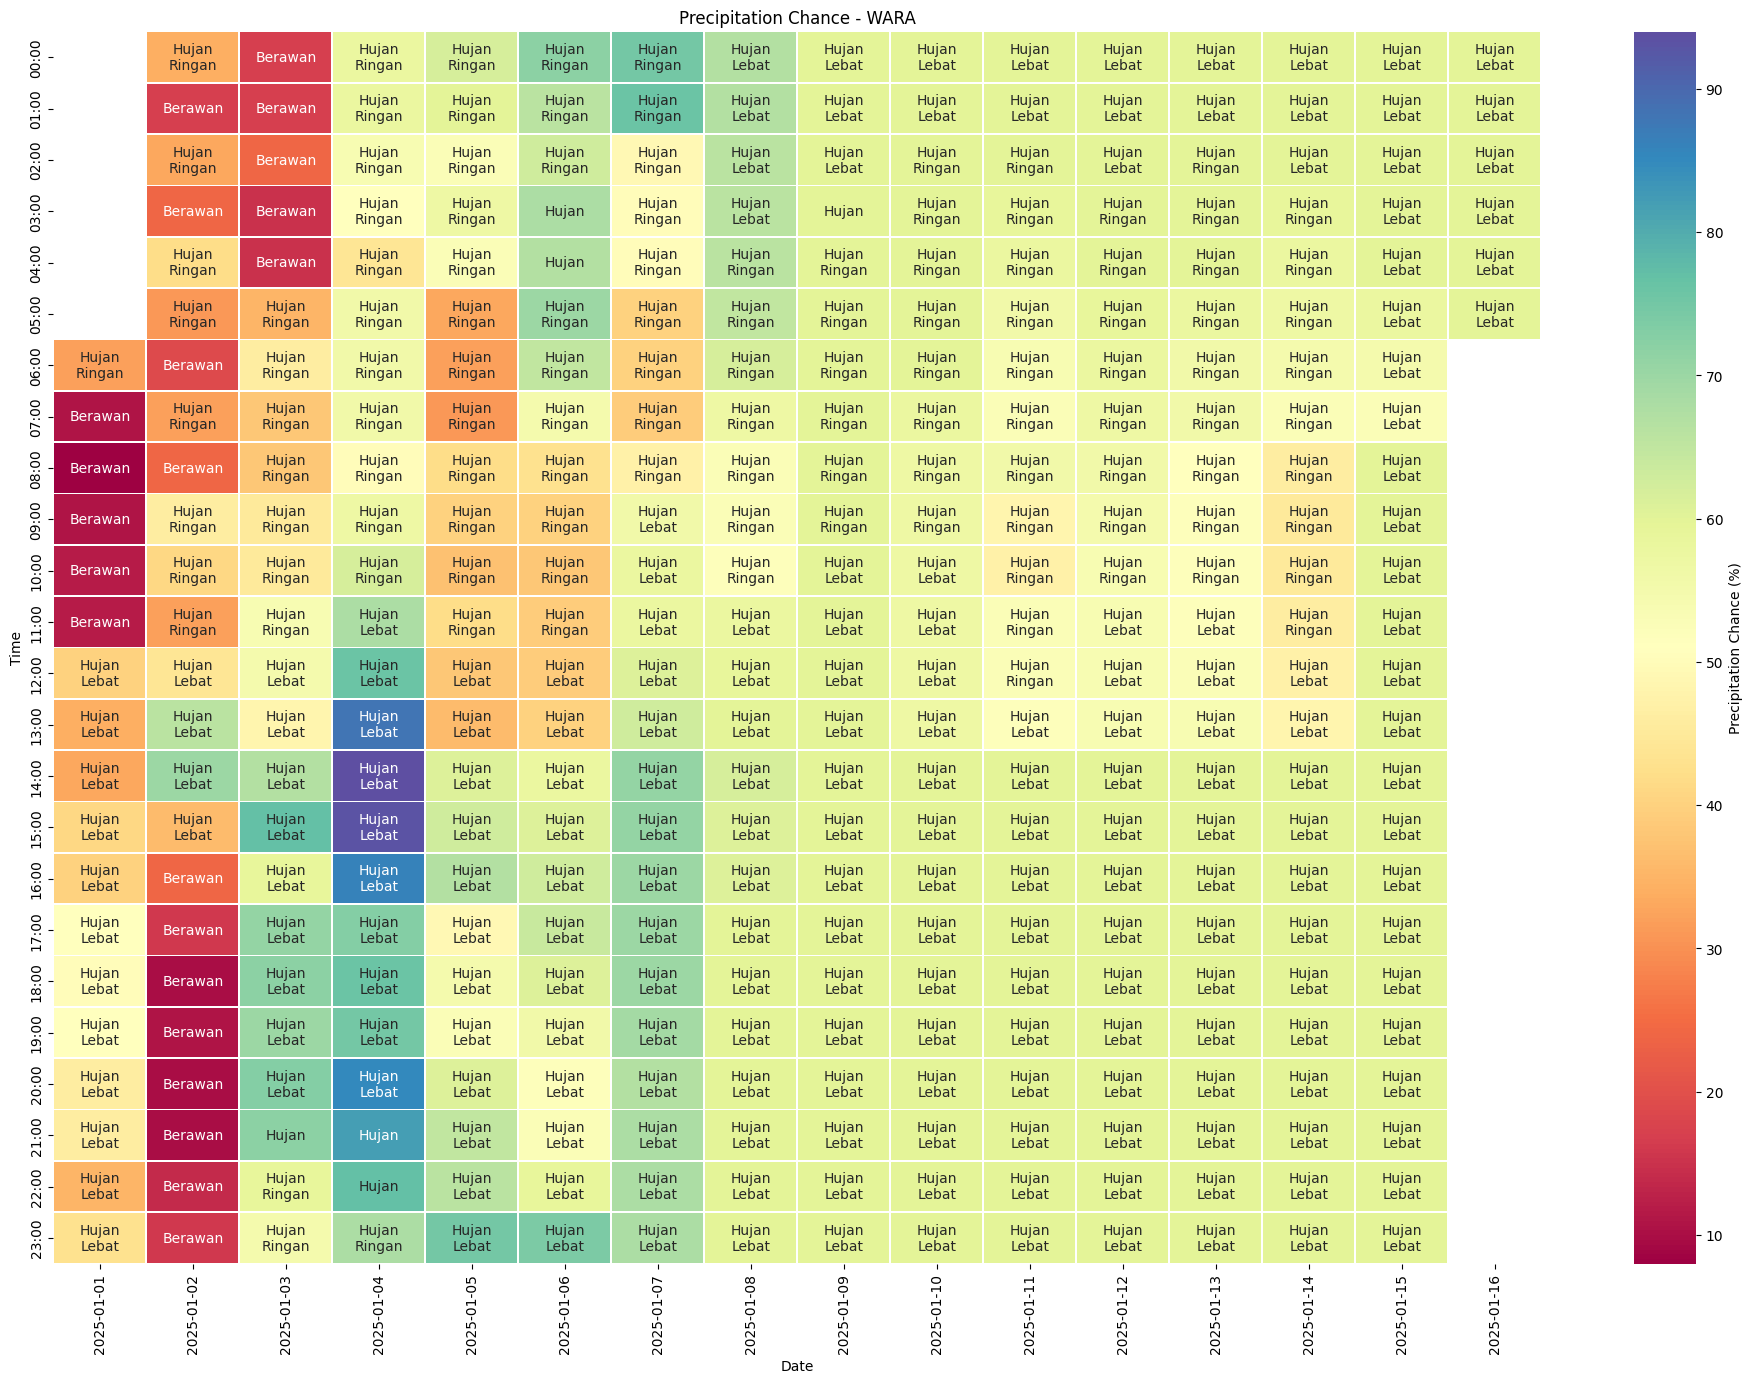 Precipitation Chance - WARA
00:00 Hujan Ringan Berawan Hujan Ringan Hujan Ringan Hujan Ringan Hujan Ringan Hujan Lebat Hujan Lebat Hujan Lebat Hujan Lebat Hujan Lebat Hujan Lebat Hujan Lebat Hujan Lebat Hujan Lebat
01:00 Berawan Berawan Hujan Ringan Hujan Ringan Hujan Ringan Hujan Ringan Hujan Lebat Hujan Lebat Hujan Lebat Hujan Lebat Hujan Lebat Hujan Lebat Hujan Lebat Hujan Lebat Hujan Lebat
02:00 Hujan Ringan Berawan Hujan Ringan Hujan Ringan Hujan Ringan Hujan Ringan Hujan Lebat Hujan Lebat Hujan Ringan Hujan Ringan Hujan Lebat Hujan Ringan Hujan Lebat Hujan Lebat Hujan Lebat
03:00 Berawan Berawan Hujan Ringan Hujan Ringan Hujan Hujan Ringan Hujan Lebat Hujan Hujan Ringan Hujan Ringan Hujan Ringan Hujan Ringan Hujan Ringan Hujan Lebat Hujan Lebat
04:00 Hujan Ringan Berawan Hujan Ringan Hujan Ringan Hujan Hujan Ringan Hujan Ringan Hujan Ringan Hujan Ringan Hujan Ringan Hujan Ringan Hujan Ringan Hujan Ringan Hujan Lebat Hujan Lebat
05:00 Hujan Ringan Hujan Ringan Hujan Ringan Hujan Ringan Hujan Ringan Hujan Ringan Hujan Ringan Hujan Ringan Hujan Ringan Hujan Ringan Hujan Ringan Hujan Ringan Hujan Ringan Hujan Lebat Hujan Lebat
06:00 Hujan Ringan Berawan Hujan Ringan Hujan Ringan Hujan Ringan Hujan Ringan Hujan Ringan Hujan Ringan Hujan Ringan Hujan Ringan Hujan Ringan Hujan Ringan Hujan Ringan Hujan Ringan Hujan Lebat
07:00 Berawan Hujan Ringan Hujan Ringan Hujan Ringan Hujan Ringan Hujan Ringan Hujan Ringan Hujan Ringan Hujan Ringan Hujan Ringan Hujan Ringan Hujan Ringan Hujan Ringan Hujan Ringan Hujan Lebat
08:00 Berawan Berawan Hujan Ringan Hujan Ringan Hujan Ringan Hujan Ringan Hujan Ringan Hujan Ringan Hujan Ringan Hujan Ringan Hujan Ringan Hujan Ringan Hujan Ringan Hujan Ringan Hujan Lebat
09:00 Berawan Hujan Ringan Hujan Ringan Hujan Ringan Hujan Ringan Hujan Ringan Hujan Lebat Hujan Ringan Hujan Ringan Hujan Ringan Hujan Ringan Hujan Ringan Hujan Ringan Hujan Ringan Hujan Lebat
10:00 Berawan Hujan Ringan Hujan Ringan Hujan Ringan Hujan Ringan Hujan Ringan Hujan Lebat Hujan Ringan Hujan Lebat Hujan Lebat Hujan Ringan Hujan Ringan Hujan Ringan Hujan Ringan Hujan Lebat
11:00 Berawan Hujan Ringan Hujan Ringan Hujan Lebat Hujan Ringan Hujan Ringan Hujan Lebat Hujan Lebat Hujan Lebat Hujan Lebat Hujan Ringan Hujan Lebat Hujan Lebat Hujan Ringan Hujan Lebat
12:00 Hujan Lebat Hujan Lebat Hujan Lebat Hujan Lebat Hujan Lebat Hujan Lebat Hujan Lebat Hujan Lebat Hujan Lebat Hujan Lebat Hujan Ringan Hujan Lebat Hujan Lebat Hujan Lebat Hujan Lebat
13:00 Hujan Lebat Hujan Lebat Hujan Lebat Hujan Lebat Hujan Lebat Hujan Lebat Hujan Lebat Hujan Lebat Hujan Lebat Hujan Lebat Hujan Lebat Hujan Lebat Hujan Lebat Hujan Lebat Hujan Lebat
14:00 Hujan Lebat Hujan Lebat Hujan Lebat Hujan Lebat Hujan Lebat Hujan Lebat Hujan Lebat Hujan Lebat Hujan Lebat Hujan Lebat Hujan Lebat Hujan Lebat Hujan Lebat Hujan Lebat Hujan Lebat
15:00 Hujan Lebat Hujan Lebat Hujan Lebat Hujan Lebat Hujan Lebat Hujan Lebat Hujan Lebat Hujan Lebat Hujan Lebat Hujan Lebat Hujan Lebat Hujan Lebat Hujan Lebat Hujan Lebat Hujan Lebat
16:00 Hujan Lebat Berawan Hujan Lebat Hujan Lebat Hujan Lebat Hujan Lebat Hujan Lebat Hujan Lebat Hujan Lebat Hujan Lebat Hujan Lebat Hujan Lebat Hujan Lebat Hujan Lebat Hujan Lebat
17:00 Hujan Lebat Berawan Hujan Lebat Hujan Lebat Hujan Lebat Hujan Lebat Hujan Lebat Hujan Lebat Hujan Lebat Hujan Lebat Hujan Lebat Hujan Lebat Hujan Lebat Hujan Lebat Hujan Lebat
18:00 Hujan Lebat Berawan Hujan Lebat Hujan Lebat Hujan Lebat Hujan Lebat Hujan Lebat Hujan Lebat Hujan Lebat Hujan Lebat Hujan Lebat Hujan Lebat Hujan Lebat Hujan Lebat Hujan Lebat
19:00 Hujan Lebat Berawan Hujan Lebat Hujan Lebat Hujan Lebat Hujan Lebat Hujan Lebat Hujan Lebat Hujan Lebat Hujan Lebat Hujan Lebat Hujan Lebat Hujan Lebat Hujan Lebat Hujan Lebat
20:00 Hujan Lebat Berawan Hujan Lebat Hujan Lebat Hujan Lebat Hujan Lebat Hujan Lebat Hujan Lebat Hujan Lebat Hujan Lebat Hujan Lebat Hujan Lebat Hujan Lebat Hujan Lebat Hujan Lebat
21:00 Hujan Lebat Berawan Hujan Hujan Hujan Lebat Hujan Lebat Hujan Lebat Hujan Lebat Hujan Lebat Hujan Lebat Hujan Lebat Hujan Lebat Hujan Lebat Hujan Lebat Hujan Lebat
22:00 Hujan Lebat Berawan Hujan Ringan Hujan Hujan Lebat Hujan Lebat Hujan Lebat Hujan Lebat Hujan Lebat Hujan Lebat Hujan Lebat Hujan Lebat Hujan Lebat Hujan Lebat Hujan Lebat
23:00 Hujan Lebat Berawan Hujan Ringan Hujan Ringan Hujan Lebat Hujan Lebat Hujan Lebat Hujan Lebat Hujan Lebat Hujan Lebat Hujan Lebat Hujan Lebat Hujan Lebat Hujan Lebat Hujan Lebat
Time
2025-01-01 2025-01-02 2025-01-03 2025-01-04 2025-01-05 2025-01-06 2025-01-07 2025-01-08 2025-01-09 2025-01-10 2025-01-11 2025-01-12 2025-01-13 2025-01-14 2025-01-15 2025-01-16
Date
90
80
70
60
50
40
30
20
10
Precipitation Chance (%)